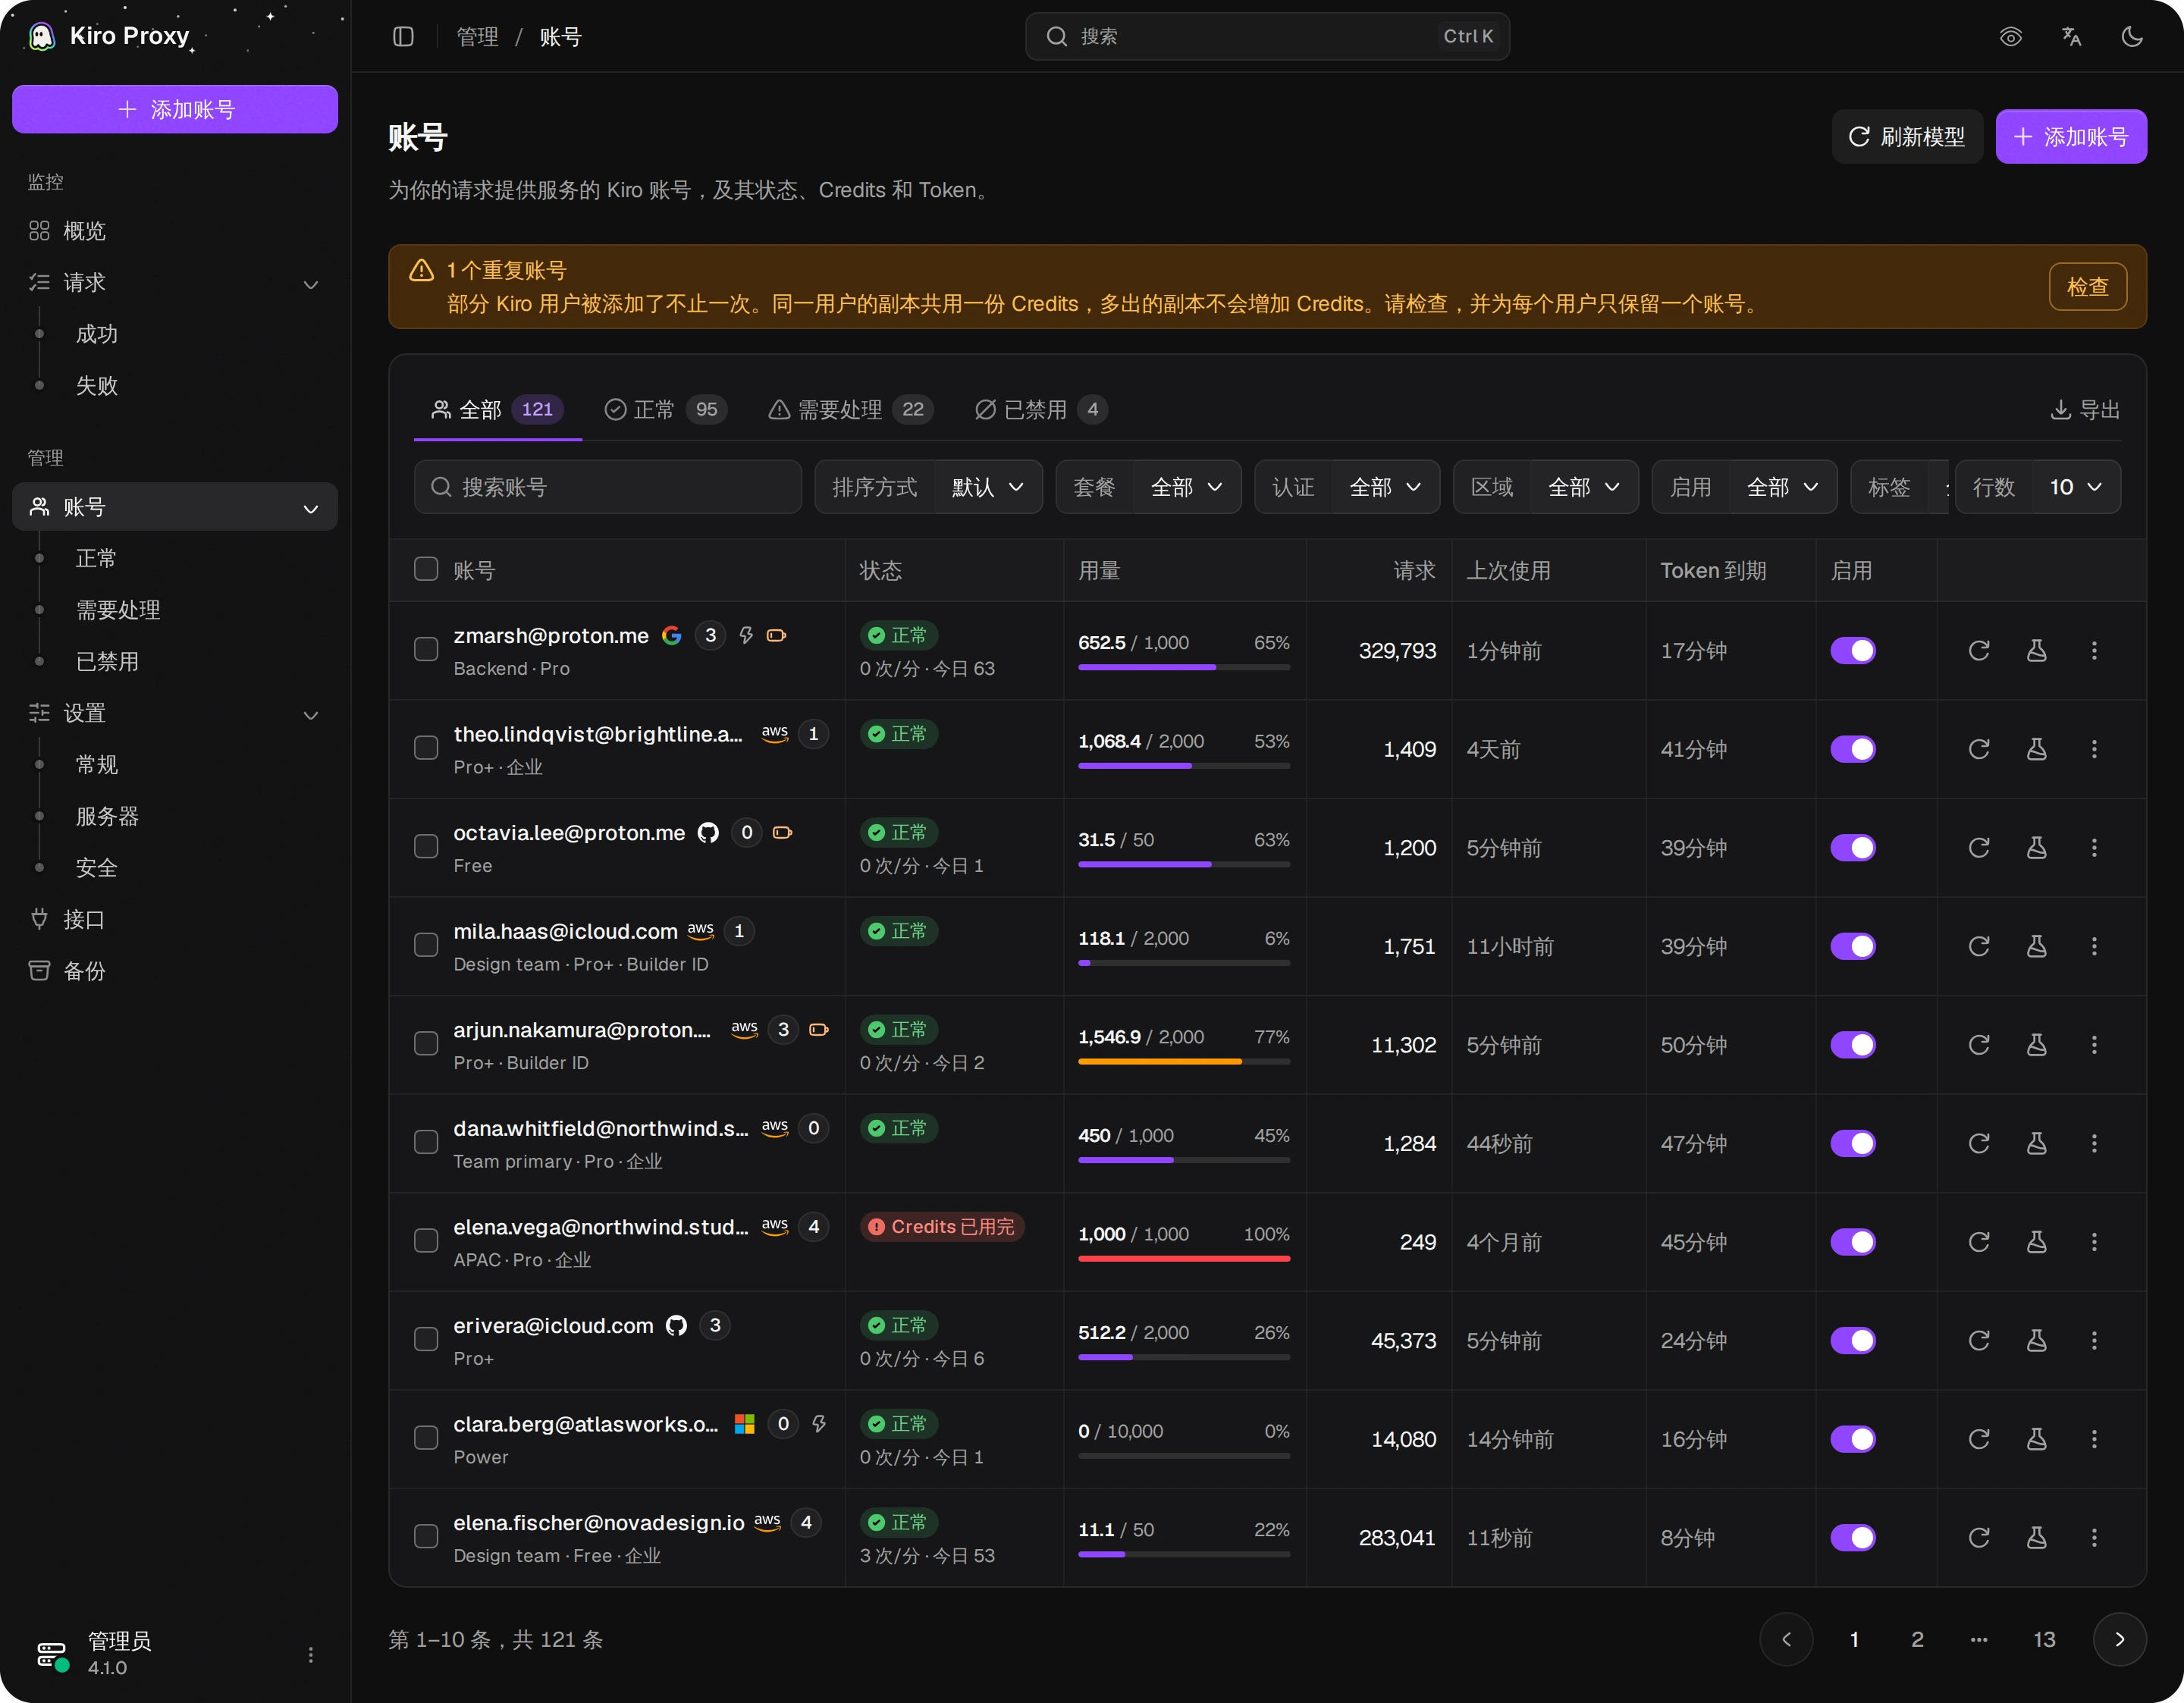 Kiro Proxy
添加账号
监控
概览
请求
成功
失败
管理
账号
正常
需要处理
已禁用
设置
常规
服务器
安全
接口
备份
管理员
4.1.0
管理 / 账号
搜索 Ctrl K
账号
刷新模型 添加账号
为你的请求提供服务的 Kiro 账号，及其状态、Credits 和 Token。
1 个重复账号
部分 Kiro 用户被添加了不止一次。同一用户的副本共用一份 Credits，多出的副本不会增加 Credits。请检查，并为每个用户只保留一个账号。
检查
全部 121 正常 95 需要处理 22 已禁用 4 导出
搜索账号 排序方式 默认 套餐 全部 认证 全部 区域 全部 启用 全部 标签 行数 10
账号 状态 用量 请求 上次使用 Token 到期 启用
zmarsh@proton.me 3 正常 652.5 / 1,000 65% 329,793 1分钟前 17分钟
Backend · Pro 0 次/分 · 今日 63
theo.lindqvist@brightline.a... aws 1 正常 1,068.4 / 2,000 53% 1,409 4天前 41分钟
Pro+ · 企业
octavia.lee@proton.me 0 正常 31.5 / 50 63% 1,200 5分钟前 39分钟
Free 0 次/分 · 今日 1
mila.haas@icloud.com aws 1 正常 118.1 / 2,000 6% 1,751 11小时前 39分钟
Design team · Pro+ · Builder ID
arjun.nakamura@proton.... aws 3 正常 1,546.9 / 2,000 77% 11,302 5分钟前 50分钟
Pro+ · Builder ID 0 次/分 · 今日 2
dana.whitfield@northwind.s... aws 0 正常 450 / 1,000 45% 1,284 44秒前 47分钟
Team primary · Pro · 企业
elena.vega@northwind.stud... aws 4 Credits 已用完 1,000 / 1,000 100% 249 4个月前 45分钟
APAC · Pro · 企业
erivera@icloud.com 3 正常 512.2 / 2,000 26% 45,373 5分钟前 24分钟
Pro+ 0 次/分 · 今日 6
clara.berg@atlasworks.o... 0 正常 0 / 10,000 0% 14,080 14分钟前 16分钟
Power 0 次/分 · 今日 1
elena.fischer@novadesign.io aws 4 正常 11.1 / 50 22% 283,041 11秒前 8分钟
Design team · Free · 企业 3 次/分 · 今日 53
第 1–10 条，共 121 条 1 2 ••• 13